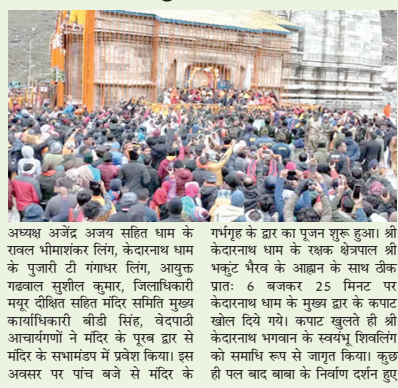 अध्यक्ष अजेंद्र अजय सहित धाम के
रावल भीमाशंकर लिंग, केदारनाथ धाम
के पुजारी टी गंगाधर लिंग, आयुक्त
गढवाल सुशील कुमार, जिलाधिकारी
मयूर दीक्षित सहित मंदिर समिति मुख्य
कार्याधिकारी बीडी सिंह, वेदपाठी
आचार्यगणों ने मंदिर के पूरब द्वार से
मंदिर के सभामंडप में प्रवेश किया। इस
अवसर पर पांच बजे से मंदिर के
गर्भगृह के द्वार का पूजन शुरू हुआ। श्री
केदारनाथ धाम के रक्षक क्षेत्रपाल श्री
भकुंट भैरव के आह्वान के साथ ठीक
प्रातः 6 बजकर 25 मिनट पर
केदारनाथ धाम के मुख्य द्वार के कपाट
खोल दिये गये। कपाट खुलते ही श्री
केदारनाथ भगवान के स्वयंभू शिवलिंग
को समाधि रूप से जागृत किया। कुछ
ही पल बाद बाबा के निर्वाण दर्शन हुए